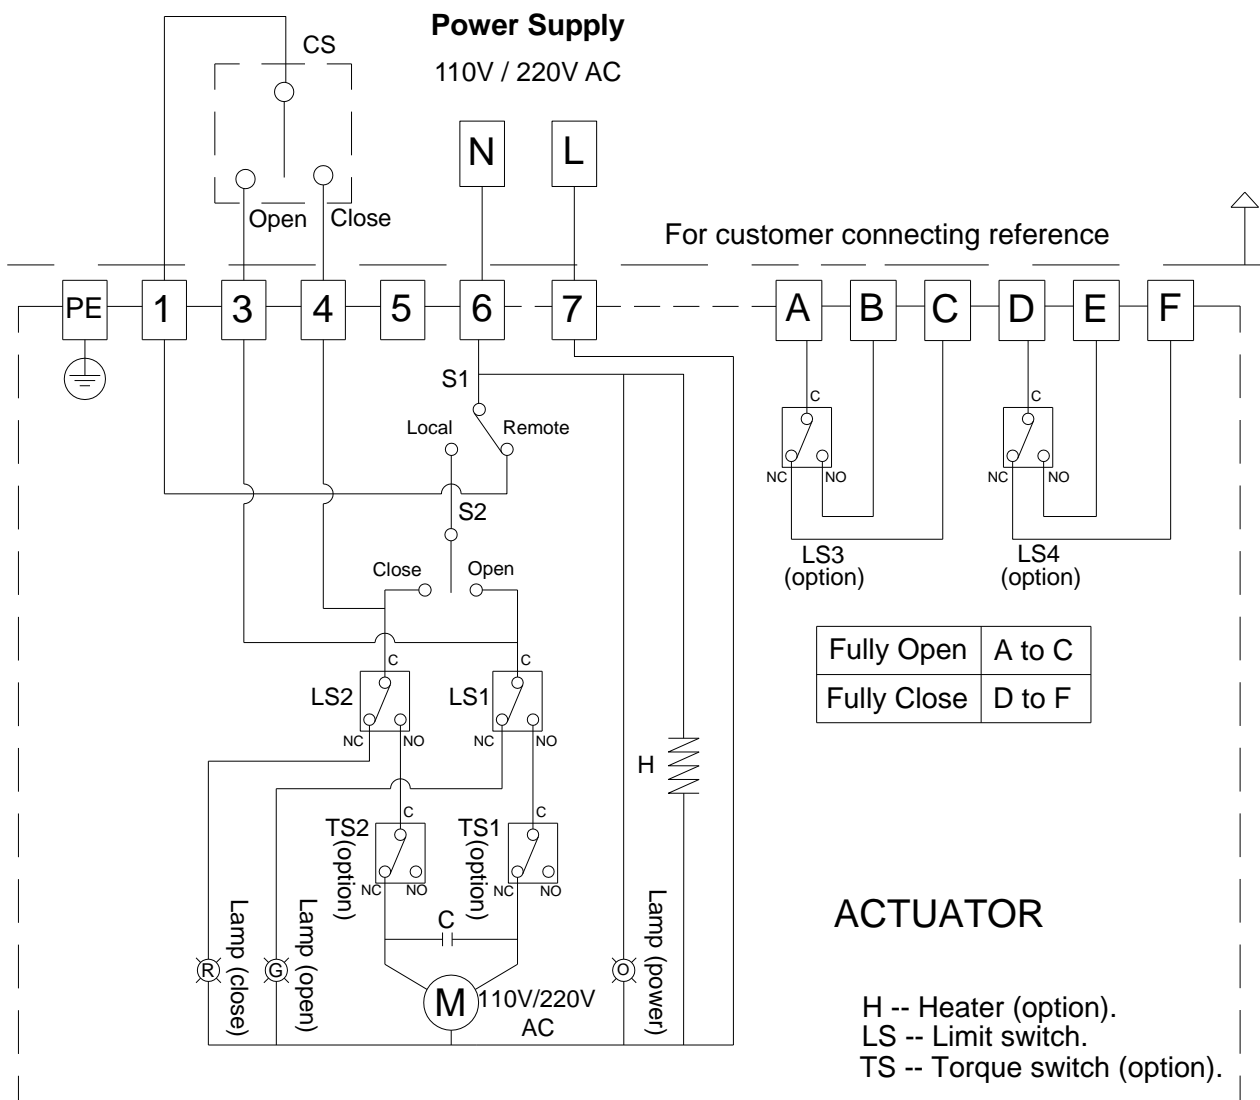 Power Supply
CS
110V / 220V AC
N
L
Open
Close
For customer connecting reference
PE
1
3
4
5
6
7
A
B
C
D
E
F
S1
Local
Remote
C
NC
NO
LS3
(option)
C
NC
NO
LS4
(option)
S2
Close
Open
Fully Open
A to C
Fully Close
D to F
C
LS2
NC
NO
C
LS1
NC
NO
H
C
TS2
(option)
NC
NO
C
TS1
(option)
NC
NO
C
R
Lamp (close)
G
Lamp (open)
M
110V/220V
AC
O
Lamp (power)
ACTUATOR
H -- Heater (option).
LS -- Limit switch.
TS -- Torque switch (option).